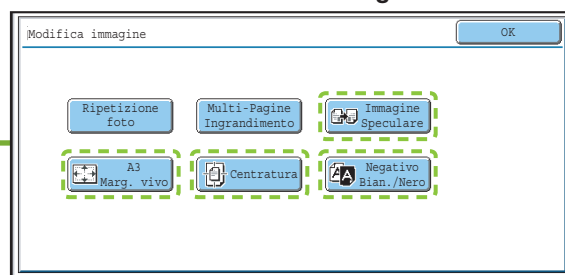 Modifica immagine
OK
Ripetizione
foto
Multi-Pagine
Ingrandimento
Immagine
Speculare
A3
Marg. vivo
Centratura
Negativo
Bian./Nero